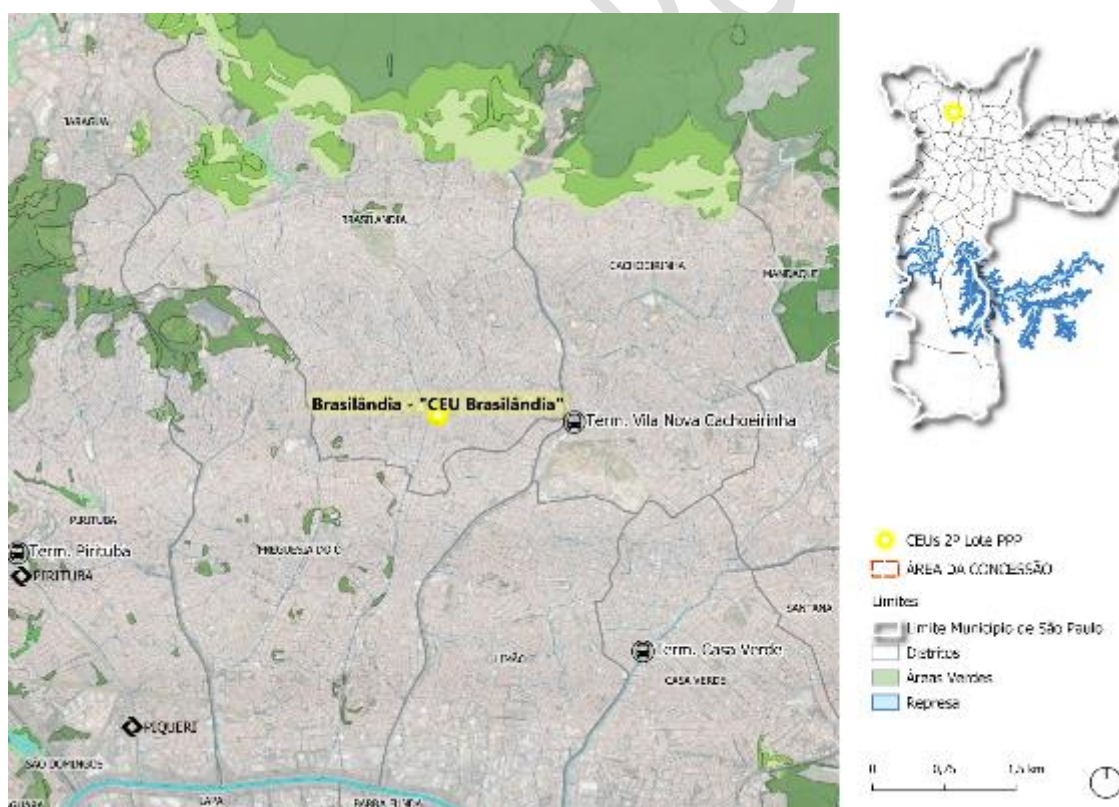 JARAGUA
BRASILANDIA
CACHOEIRINHA
MANDAQUI
Brasilândia - "CEU Brasilândia"
Term. Vila Nova Cachoeirinha
PIRITUBA
Term. Pirituba
PIRITUBA
FREGUESIA DO Ó
SANTANA
LIMÃO
Term. Casa Verde
CASA VERDE
PIQUERI
SAO DOMINGOS
LAPA
BARRA FUNDA
CEUs 2º Lote PPP
ÁREA DA CONCESSÃO
Limites
Limite Município de São Paulo
Distritos
Áreas Verdes
Represa
0 0,75 1,5 km